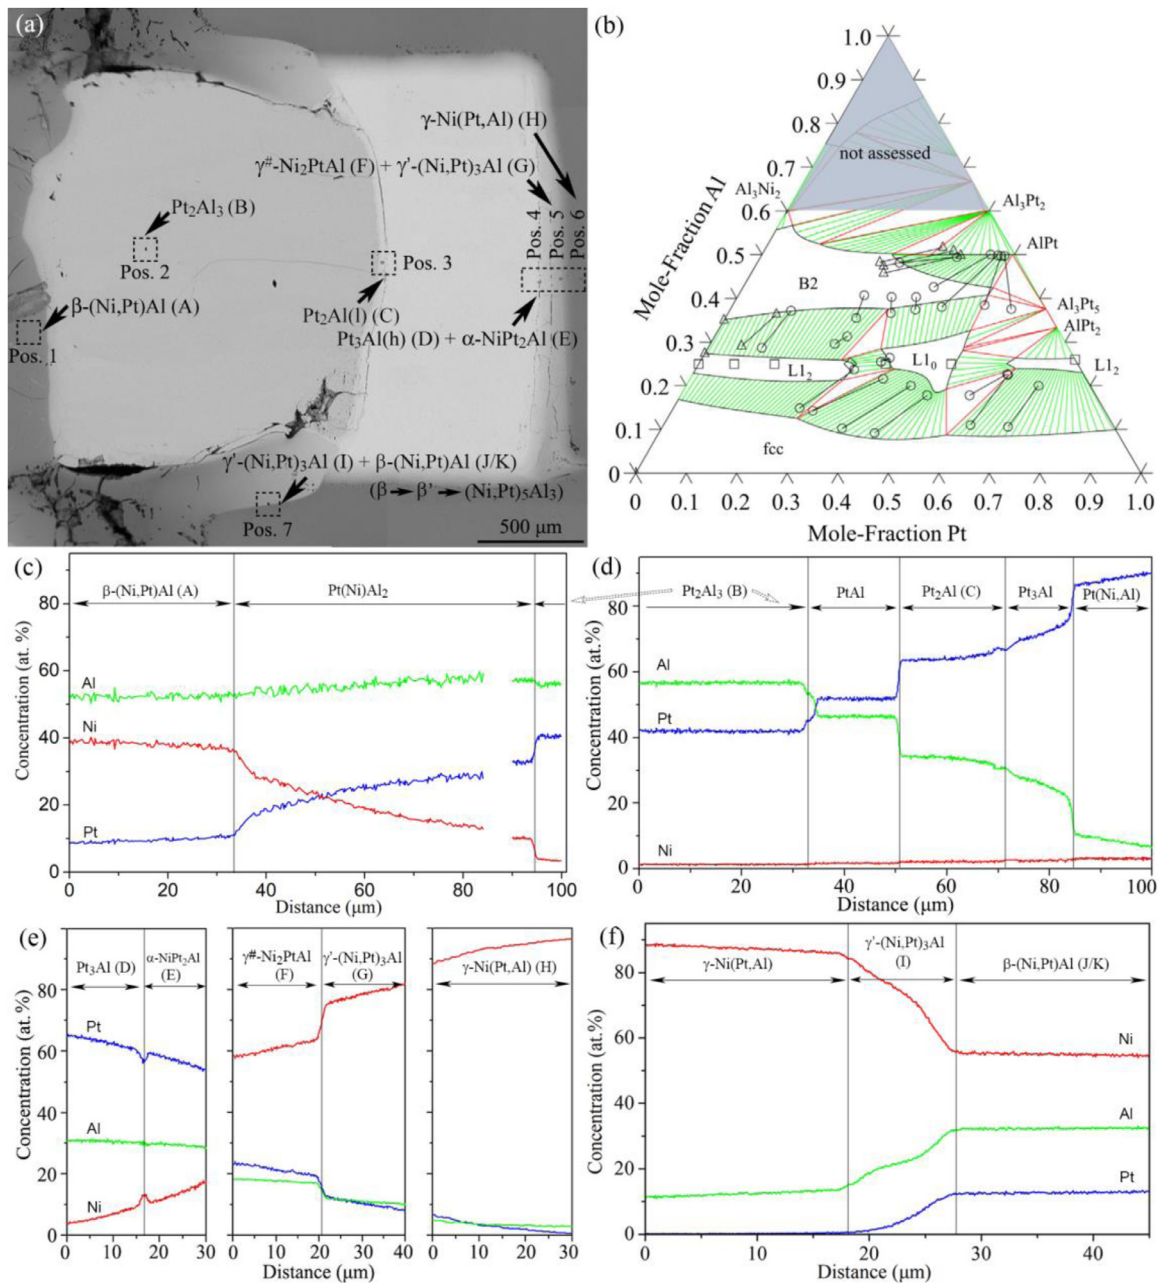 (a)
γ-Ni(Pt,Al) (H)
γ#-Ni2PtAl (F) + γ'-(Ni,Pt)3Al (G)
Pt2Al3 (B)
Pos. 4
Pos. 5
Pos. 6
Pos. 2
Pos. 3
β-(Ni,Pt)Al (A)
Pt2Al(l) (C)
Pt3Al(h) (D) + α-NiPt2Al (E)
Pos. 1
γ'-(Ni,Pt)3Al (I) + β-(Ni,Pt)Al (J/K)
(β → β' → (Ni,Pt)5Al3)
Pos. 7
500 μm
(b)
1.0
0.9
0.8
0.7
not assessed
Al3Ni2
Al3Pt2
0.6
0.5
AlPt
B2
0.4
Al3Pt5
AlPt2
0.3
L12
L10
L12
0.2
0.1
fcc
0
0 0.1 0.2 0.3 0.4 0.5 0.6 0.7 0.8 0.9 1.0
Mole-Fraction Al
Mole-Fraction Pt
(c)
β-(Ni,Pt)Al (A)
Pt(Ni)Al2
80
60
40
20
0
Al
Ni
Pt
Concentration (at. %)
0 20 40 60 80 100
Distance (μm)
(d)
Pt2Al3 (B)
PtAl
Pt2Al (C)
Pt3Al
Pt(Ni,Al)
80
60
40
20
0
Al
Pt
Ni
Concentration (at.%)
0 20 40 60 80 100
Distance (μm)
(e)
Pt3Al (D)
α-NiPt2Al
(E)
γ#-Ni2PtAl
(F)
γ'-(Ni,Pt)3Al
(G)
γ-Ni(Pt,Al) (H)
80
60
40
20
0
Pt
Al
Ni
Concentration (at. %)
0 10 20 30
0 10 20 30 40
0 10 20 30
Distance (μm)
(f)
γ-Ni(Pt,Al)
γ'-(Ni,Pt)3Al
(I)
β-(Ni,Pt)Al (J/K)
80
60
40
20
0
Ni
Al
Pt
Concentration (at.%)
0 10 20 30 40
Distance (μm)